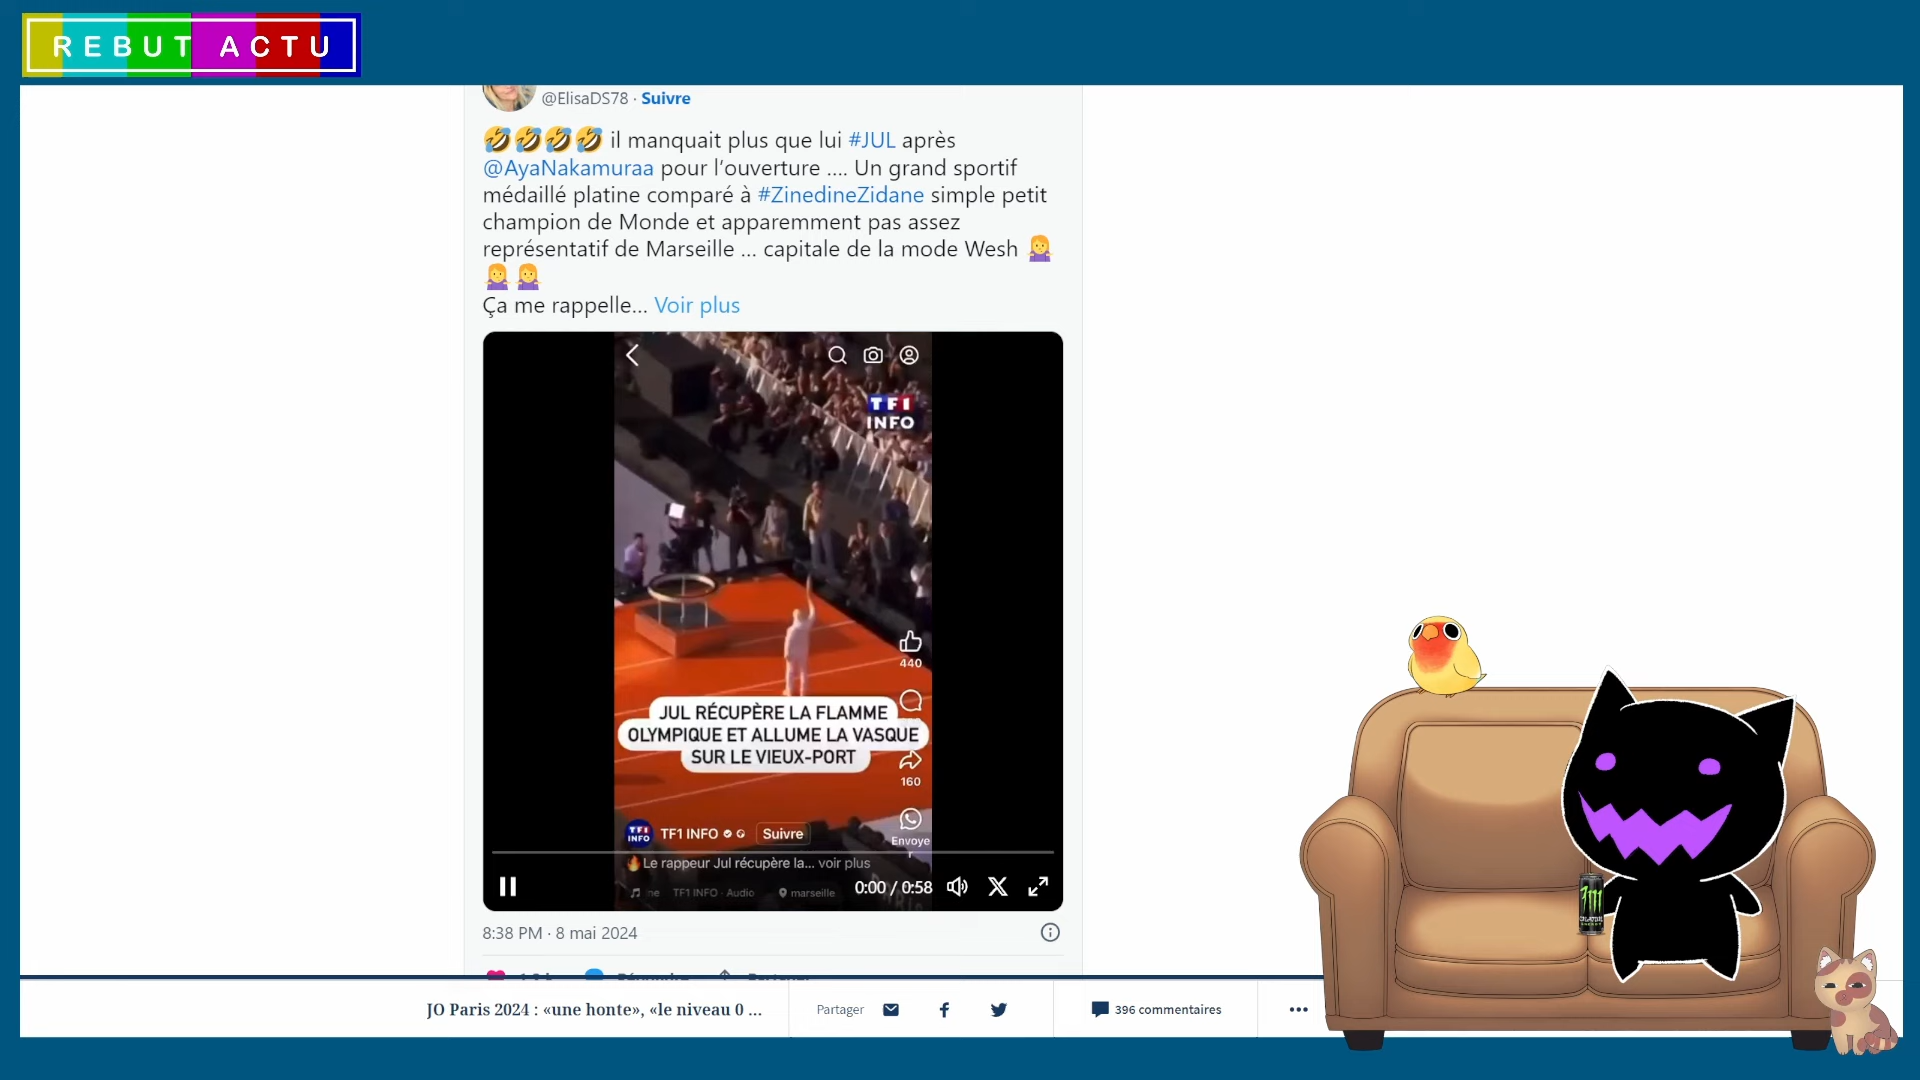 REBUT ACTU
@ElisaDS78 · Suivre
🤣🤣🤣🤣 il manquait plus que lui #JUL après
@AyaNakamuraa pour l’ouverture .... Un grand sportif
médaillé platine comparé à #ZinedineZidane simple petit
champion de Monde et apparemment pas assez
représentatif de Marseille ... capitale de la mode Wesh 🤷‍♀️
🤷‍♀️🤷‍♀️
Ça me rappelle... Voir plus
TF1
INFO
440
JUL RÉCUPÈRE LA FLAMME
OLYMPIQUE ET ALLUME LA VASQUE
SUR LE VIEUX-PORT
160
TF1 INFO
TF1 INFO Suivre
Envoye
r
🔥Le rappeur Jul récupère la... voir plus
ne TF1 INFO · Audio marseille
0:00 / 0:58
8:38 PM · 8 mai 2024
JO Paris 2024 : «une honte», «le niveau 0 ...
Partager
396 commentaires